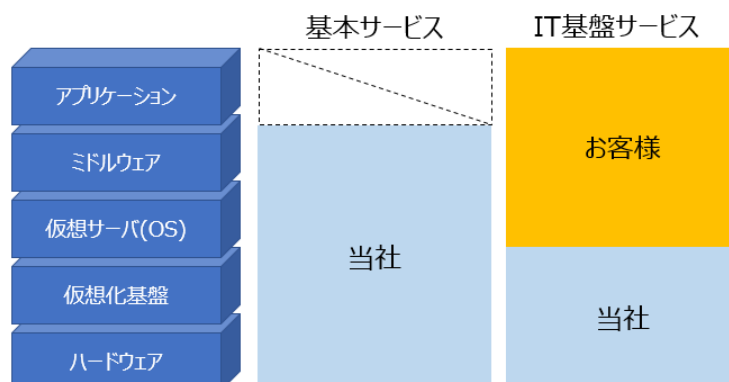 基本サービス
IT基盤サービス
アプリケーション
ミドルウェア
仮想サーバ(OS)
仮想化基盤
ハードウェア
当社
お客様
当社